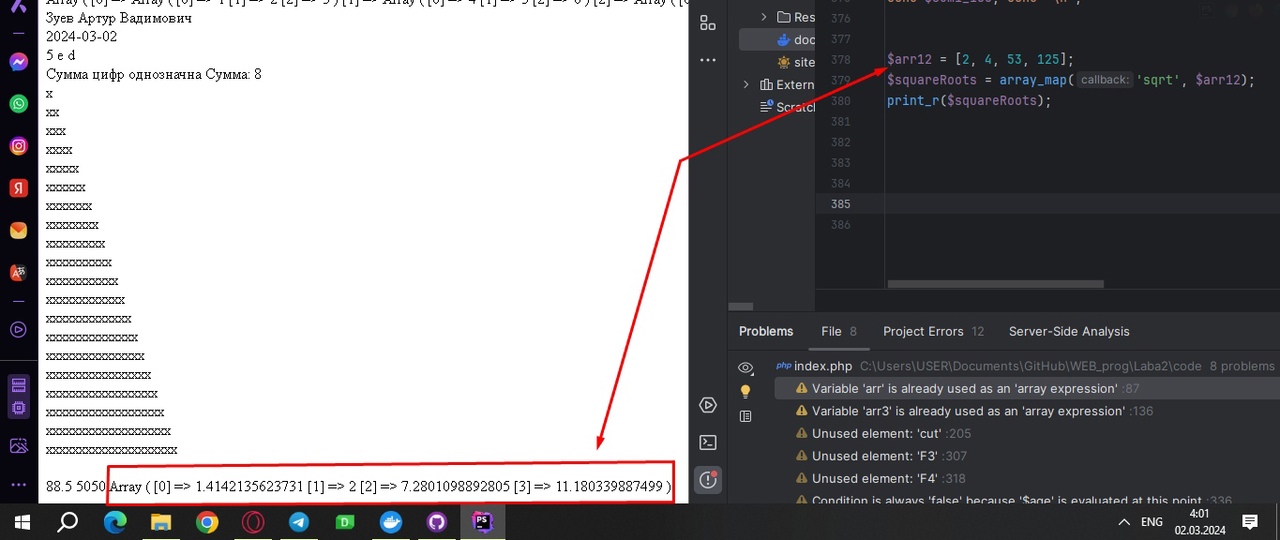 Array ( [0] => Array ( [0] => 1 [1] => 2 [2] => 3 ) [1] => Array ( [0] => 4 [1] => 5 [2] => 6 ) [2] => Array (
Зуев Артур Вадимович
2024-03-02
5 e d
Сумма цифр однозначна Сумма: 8
x
xx
xxx
xxxx
xxxxx
xxxxxx
xxxxxxx
xxxxxxxx
xxxxxxxxx
xxxxxxxxxx
xxxxxxxxxxx
xxxxxxxxxxxx
xxxxxxxxxxxxx
xxxxxxxxxxxxxx
xxxxxxxxxxxxxxx
xxxxxxxxxxxxxxxx
xxxxxxxxxxxxxxxxx
xxxxxxxxxxxxxxxxxx
xxxxxxxxxxxxxxxxxxx
xxxxxxxxxxxxxxxxxxxx
88.5 5050 Array ( [0] => 1.4142135623731 [1] => 2 [2] => 7.2801098892805 [3] => 11.180339887499 )
Res
doc
site
Extern
Scratch
376
377
378 $arr12 = [2, 4, 53, 125];
379 $squareRoots = array_map( callback: 'sqrt', $arr12);
380 print_r($squareRoots);
381
382
383
384
385
386
Problems File 8 Project Errors 12 Server-Side Analysis
php index.php C:\Users\USER\Documents\GitHub\WEB_prog\Laba2\code 8 problems
Variable 'arr' is already used as an 'array expression' :87
Variable 'arr3' is already used as an 'array expression' :136
Unused element: 'cut' :205
Unused element: 'F3' :307
Unused element: 'F4' :318
Condition is always 'false' because '$age' is evaluated at this point :336
PS
ENG
4:01
02.03.2024